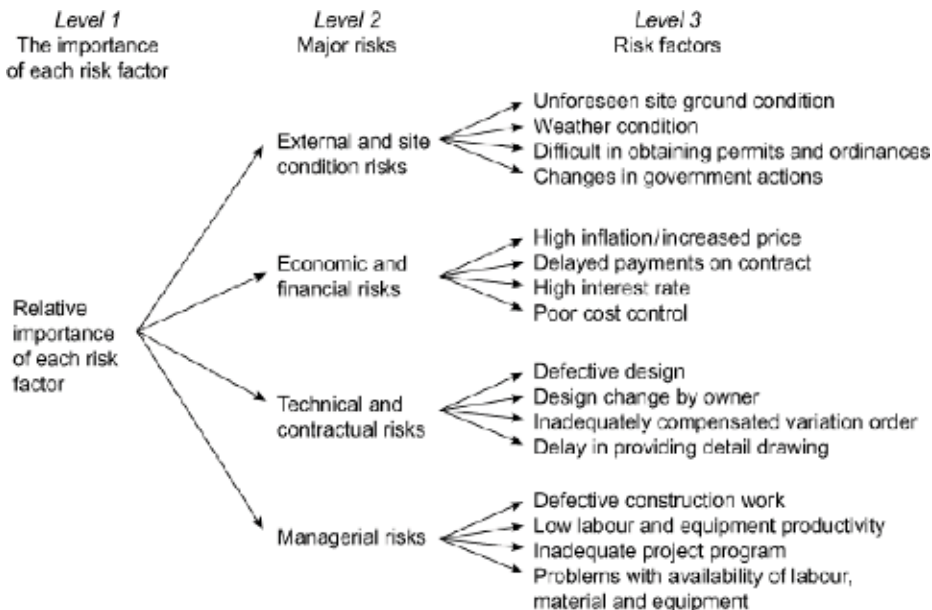 Level 1
The importance
of each risk factor
Level 2
Major risks
Level 3
Risk factors
Relative
importance
of each risk
factor
External and site
condition risks
Unforeseen site ground condition
Weather condition
Difficult in obtaining permits and ordinances
Changes in government actions
Economic and
financial risks
High inflation/increased price
Delayed payments on contract
High interest rate
Poor cost control
Technical and
contractual risks
Defective design
Design change by owner
Inadequately compensated variation order
Delay in providing detail drawing
Managerial risks
Defective construction work
Low labour and equipment productivity
Inadequate project program
Problems with availability of labour,
material and equipment